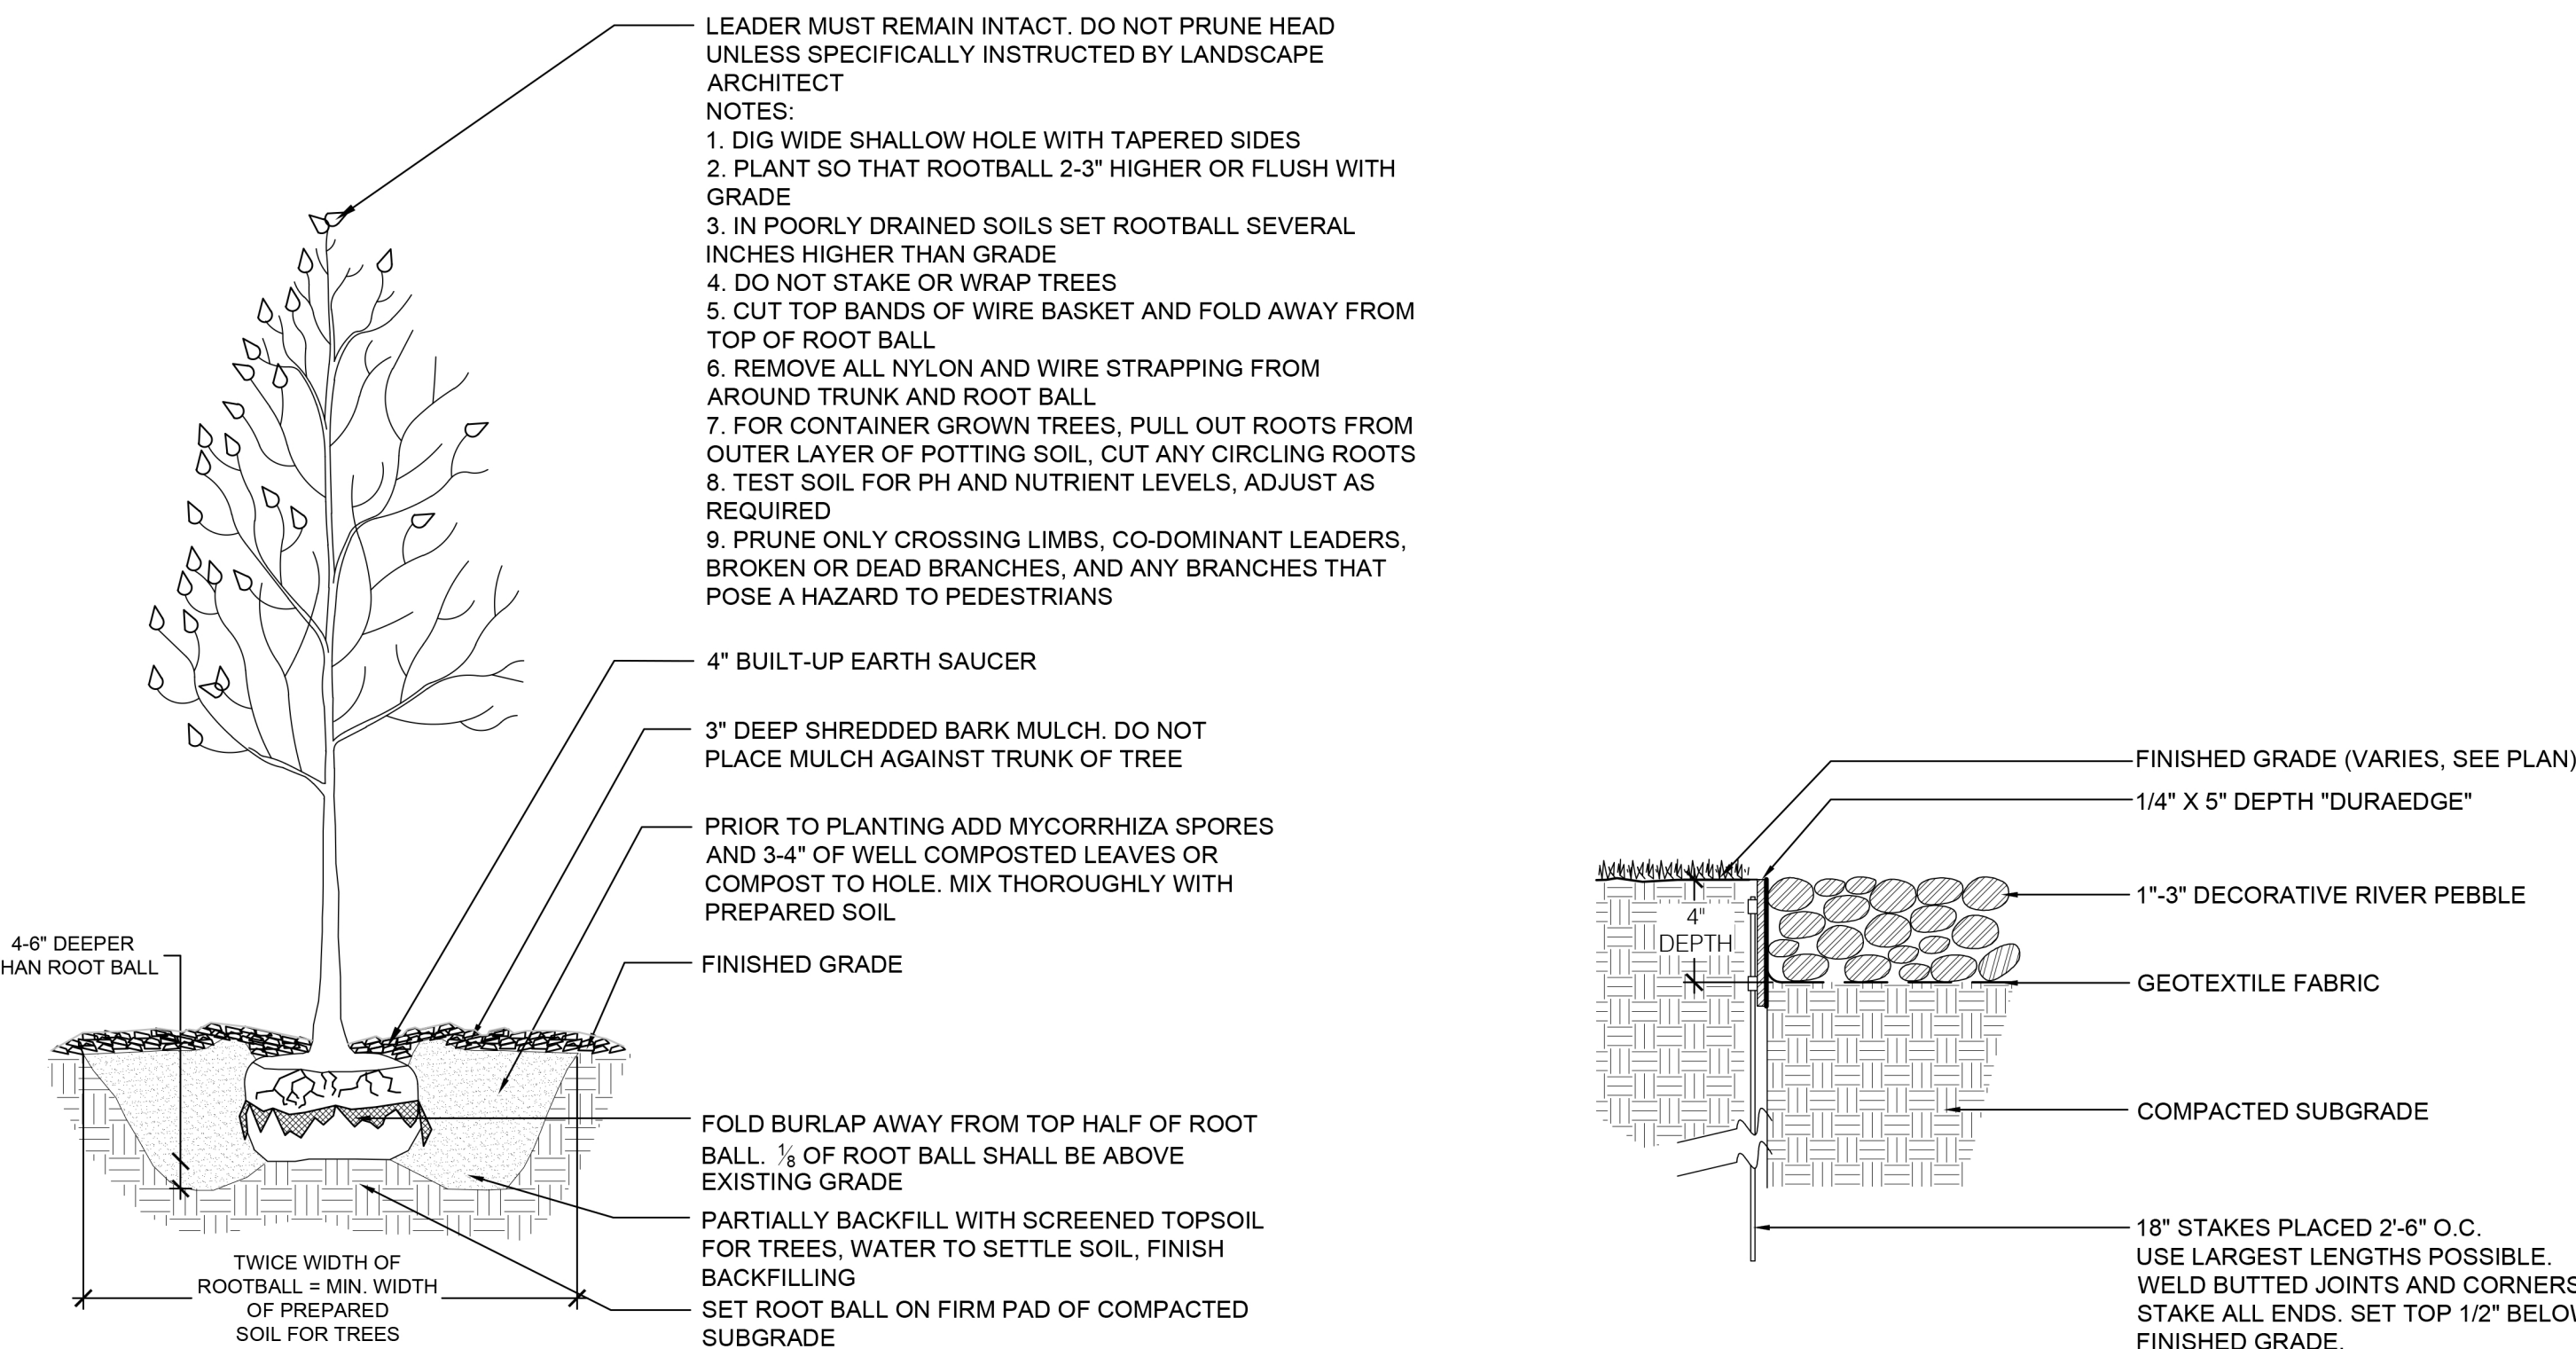 LEADER MUST REMAIN INTACT. DO NOT PRUNE HEAD
UNLESS SPECIFICALLY INSTRUCTED BY LANDSCAPE
ARCHITECT
NOTES:
1. DIG WIDE SHALLOW HOLE WITH TAPERED SIDES
2. PLANT SO THAT ROOTBALL 2-3" HIGHER OR FLUSH WITH
GRADE
3. IN POORLY DRAINED SOILS SET ROOTBALL SEVERAL
INCHES HIGHER THAN GRADE
4. DO NOT STAKE OR WRAP TREES
5. CUT TOP BANDS OF WIRE BASKET AND FOLD AWAY FROM
TOP OF ROOT BALL
6. REMOVE ALL NYLON AND WIRE STRAPPING FROM
AROUND TRUNK AND ROOT BALL
7. FOR CONTAINER GROWN TREES, PULL OUT ROOTS FROM
OUTER LAYER OF POTTING SOIL, CUT ANY CIRCLING ROOTS
8. TEST SOIL FOR PH AND NUTRIENT LEVELS, ADJUST AS
REQUIRED
9. PRUNE ONLY CROSSING LIMBS, CO-DOMINANT LEADERS,
BROKEN OR DEAD BRANCHES, AND ANY BRANCHES THAT
POSE A HAZARD TO PEDESTRIANS
4" BUILT-UP EARTH SAUCER
3" DEEP SHREDDED BARK MULCH. DO NOT
PLACE MULCH AGAINST TRUNK OF TREE
PRIOR TO PLANTING ADD MYCORRHIZA SPORES
AND 3-4" OF WELL COMPOSTED LEAVES OR
COMPOST TO HOLE. MIX THOROUGHLY WITH
PREPARED SOIL
4-6" DEEPER
HAN ROOT BALL
FINISHED GRADE
FOLD BURLAP AWAY FROM TOP HALF OF ROOT
BALL. ⅛ OF ROOT BALL SHALL BE ABOVE
EXISTING GRADE
PARTIALLY BACKFILL WITH SCREENED TOPSOIL
FOR TREES, WATER TO SETTLE SOIL, FINISH
BACKFILLING
SET ROOT BALL ON FIRM PAD OF COMPACTED
SUBGRADE
TWICE WIDTH OF
ROOTBALL = MIN. WIDTH
OF PREPARED
SOIL FOR TREES
FINISHED GRADE (VARIES, SEE PLAN)
1/4" X 5" DEPTH "DURAEDGE"
1"-3" DECORATIVE RIVER PEBBLE
4"
DEPTH
GEOTEXTILE FABRIC
COMPACTED SUBGRADE
18" STAKES PLACED 2'-6" O.C.
USE LARGEST LENGTHS POSSIBLE.
WELD BUTTED JOINTS AND CORNERS
STAKE ALL ENDS. SET TOP 1/2" BELOW
FINISHED GRADE.